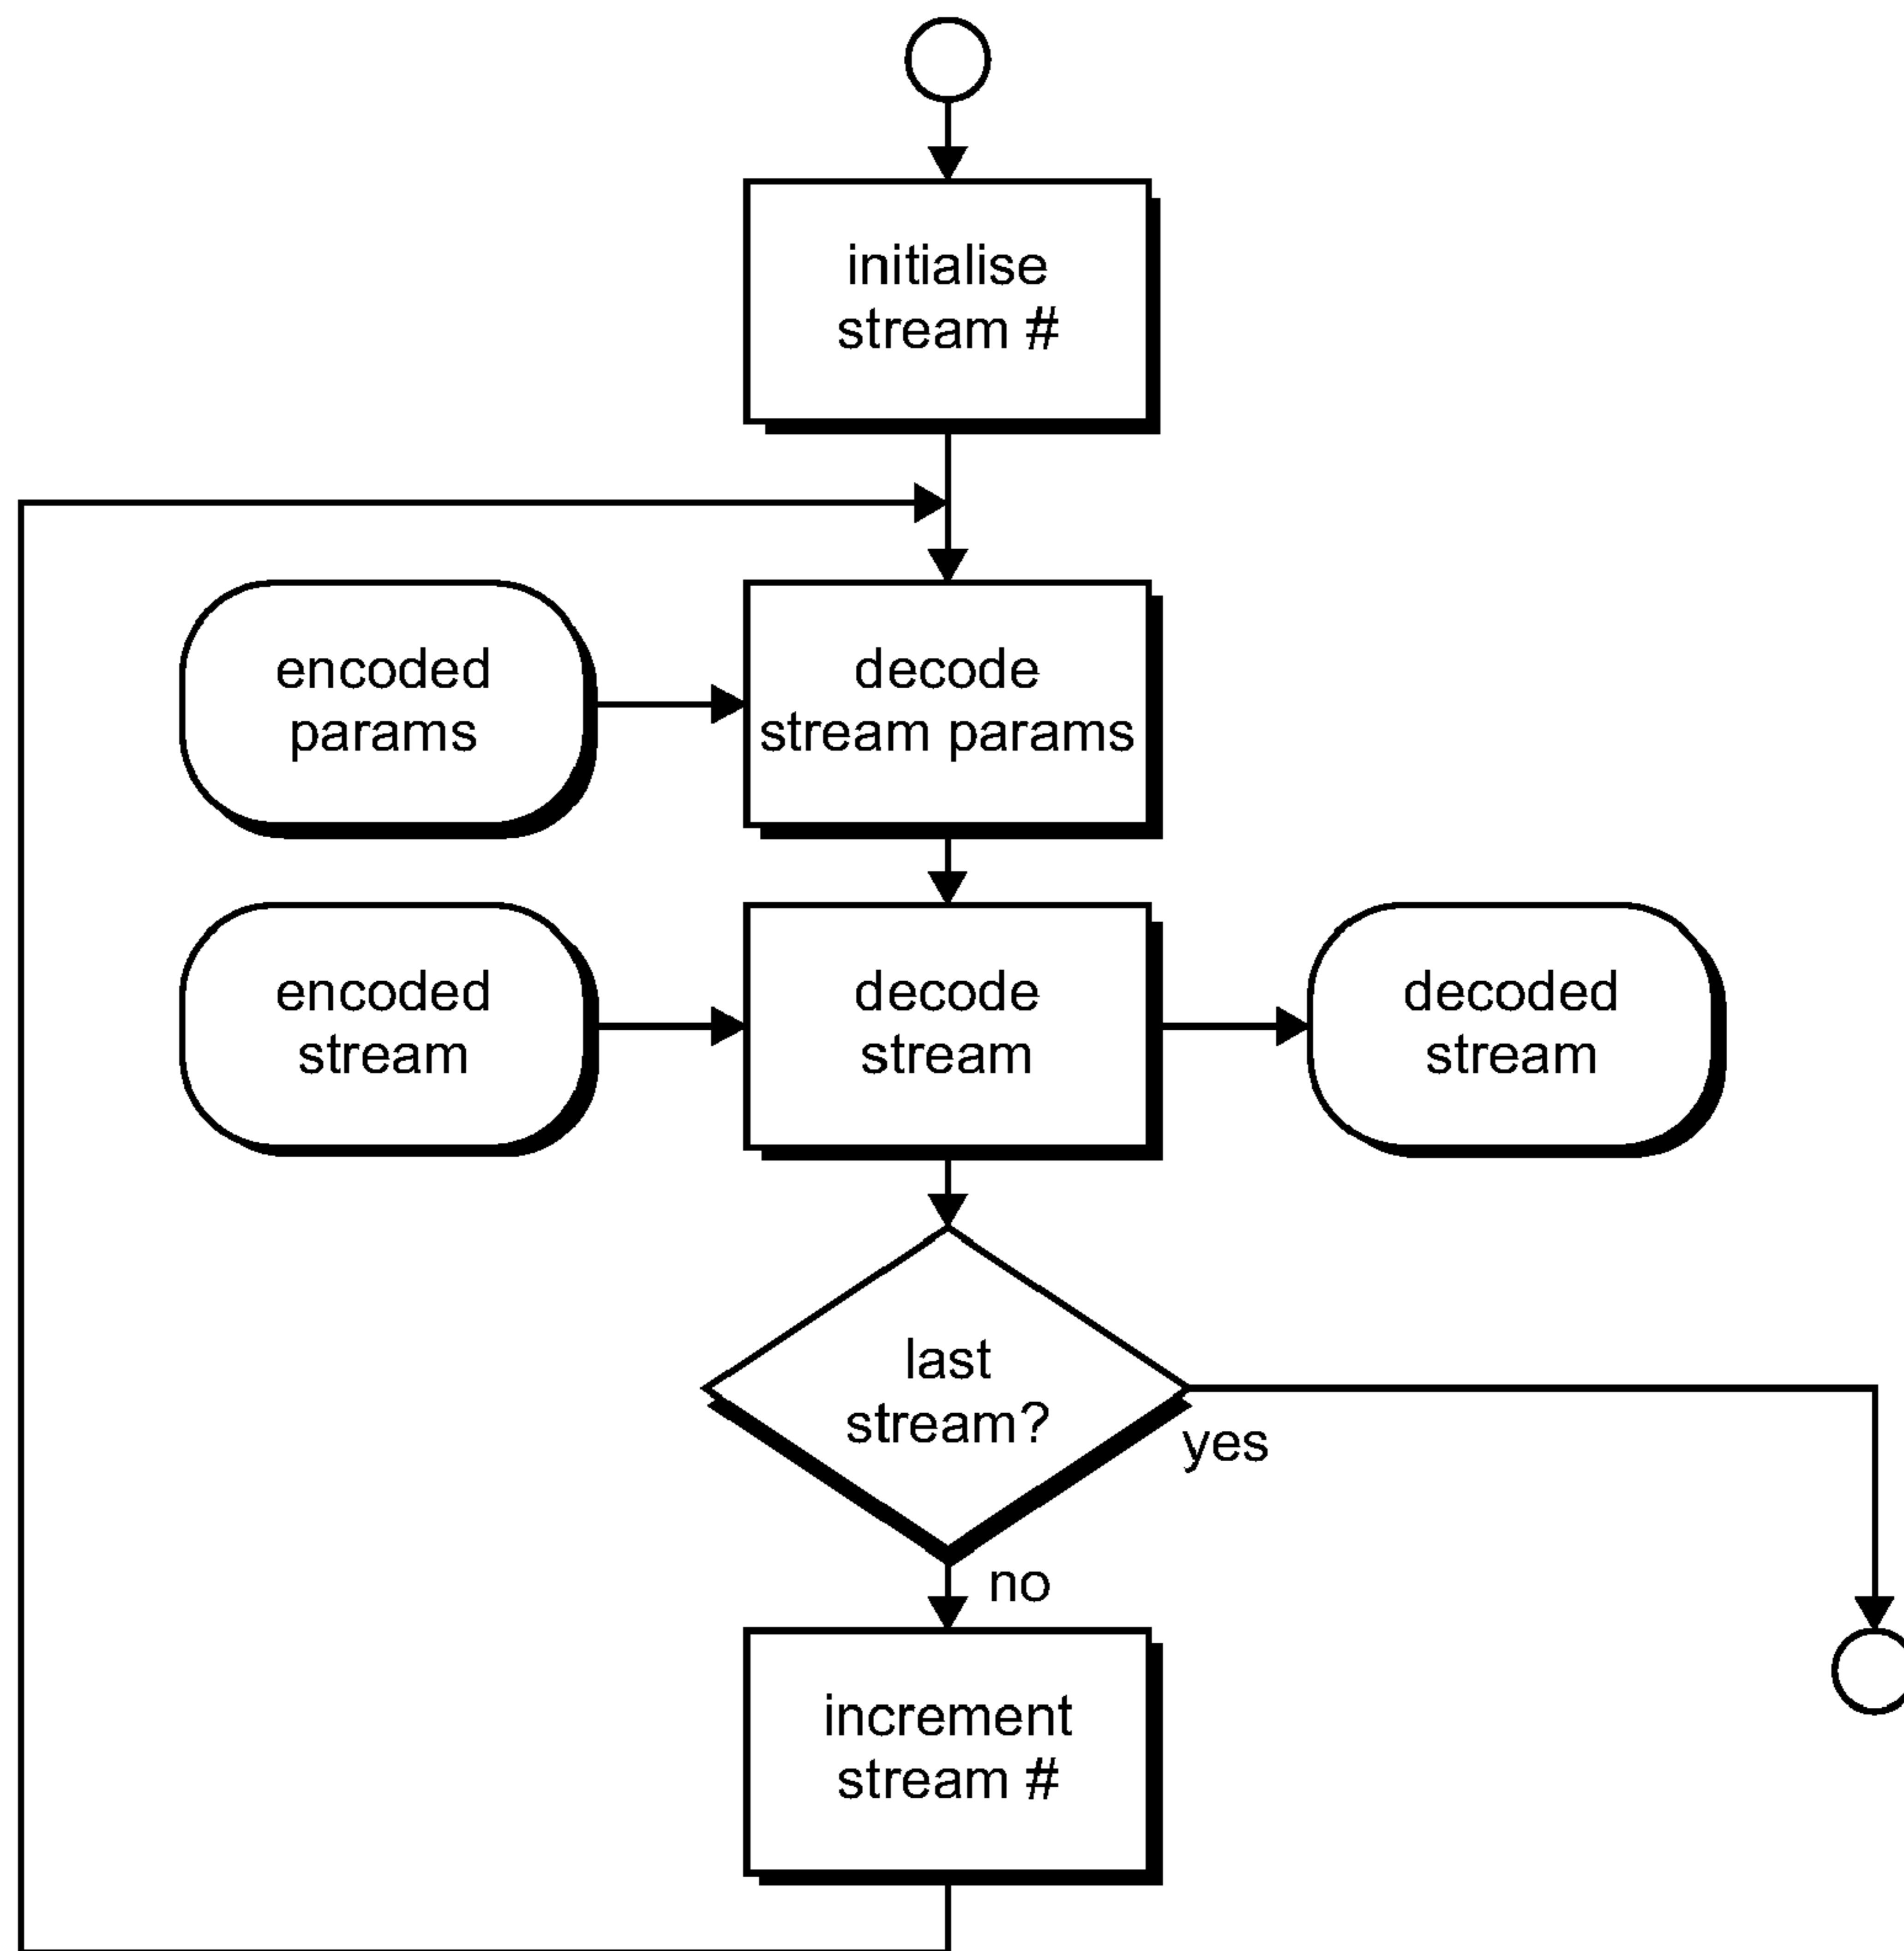 initialise
stream #
encoded
params
decode
stream params
encoded
stream
decode
stream
decoded
stream
last
stream?
yes
no
increment
stream #